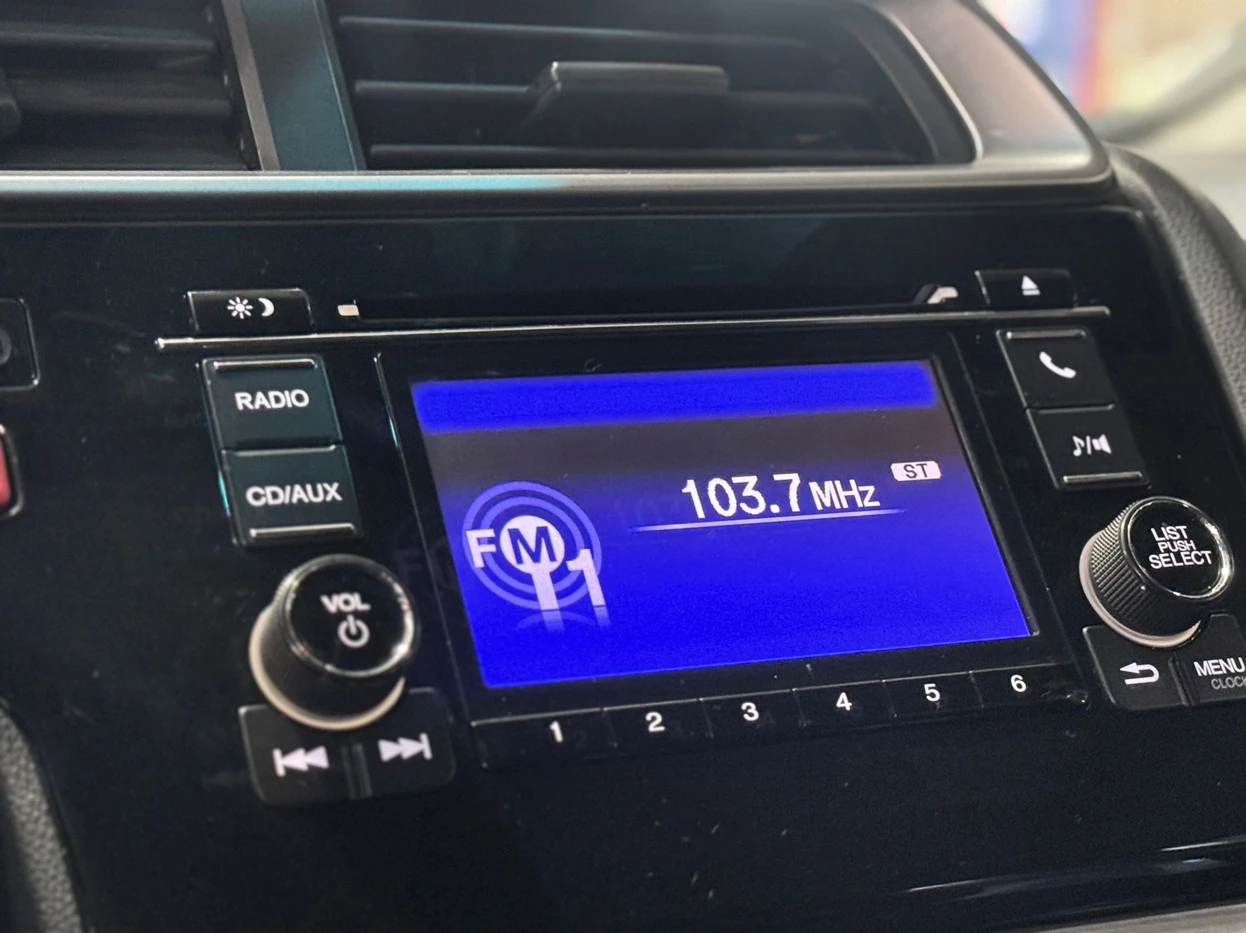 RADIO
CD/AUX
VOL
103.7 MHz
ST
FM
1
1
2
3
4
5
6
LIST
PUSH
SELECT
MENU
CLOCK